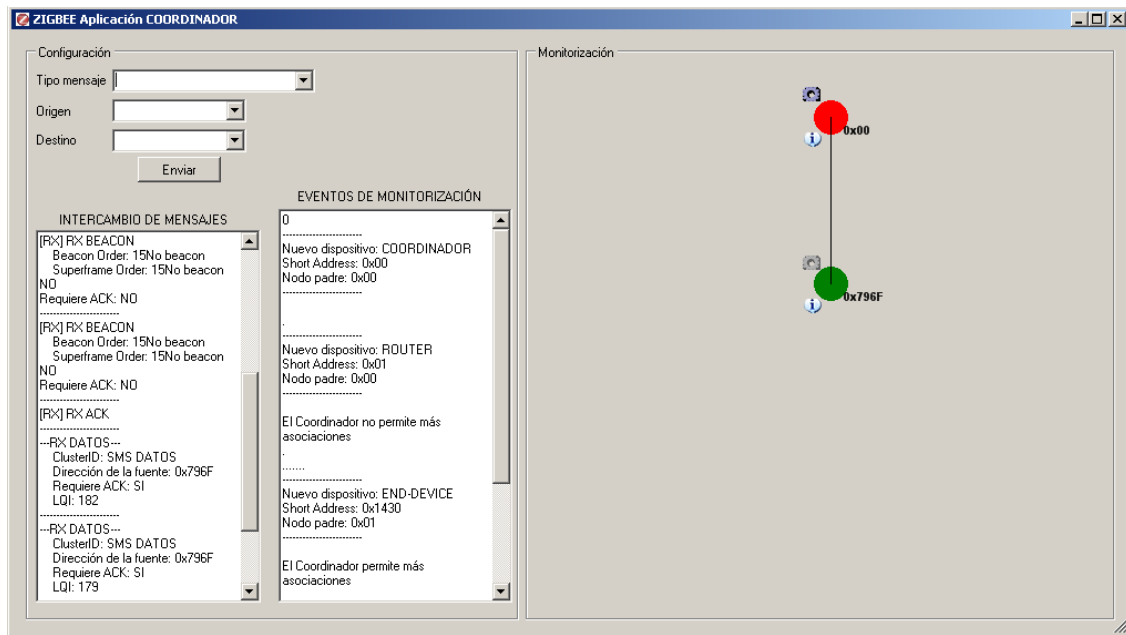 ZIGBEE Aplicación COORDINADOR
Configuración
Tipo mensaje
Origen
Destino
Enviar
INTERCAMBIO DE MENSAJES
[RX] RX BEACON
Beacon Order: 15No beacon
Superframe Order: 15No beacon
NO
Requiere ACK: NO
-----------------------
[RX] RX BEACON
Beacon Order: 15No beacon
Superframe Order: 15No beacon
NO
Requiere ACK: NO
-----------------------
[RX] RX ACK
-----------------------
---RX DATOS---
ClusterID: SMS DATOS
Dirección de la fuente: 0x796F
Requiere ACK: SI
LQI: 182
-----------------------
---RX DATOS---
ClusterID: SMS DATOS
Dirección de la fuente: 0x796F
Requiere ACK: SI
LQI: 179
EVENTOS DE MONITORIZACIÓN
0
-----------------------
Nuevo dispositivo: COORDINADOR
Short Address: 0x00
Nodo padre: 0x00
-----------------------
.
-----------------------
Nuevo dispositivo: ROUTER
Short Address: 0x01
Nodo padre: 0x00
-----------------------
El Coordinador no permite más
asociaciones
.
.......
-----------------------
Nuevo dispositivo: END-DEVICE
Short Address: 0x1430
Nodo padre: 0x01
-----------------------
El Coordinador permite más
asociaciones
Monitorización
0x00
0x796F